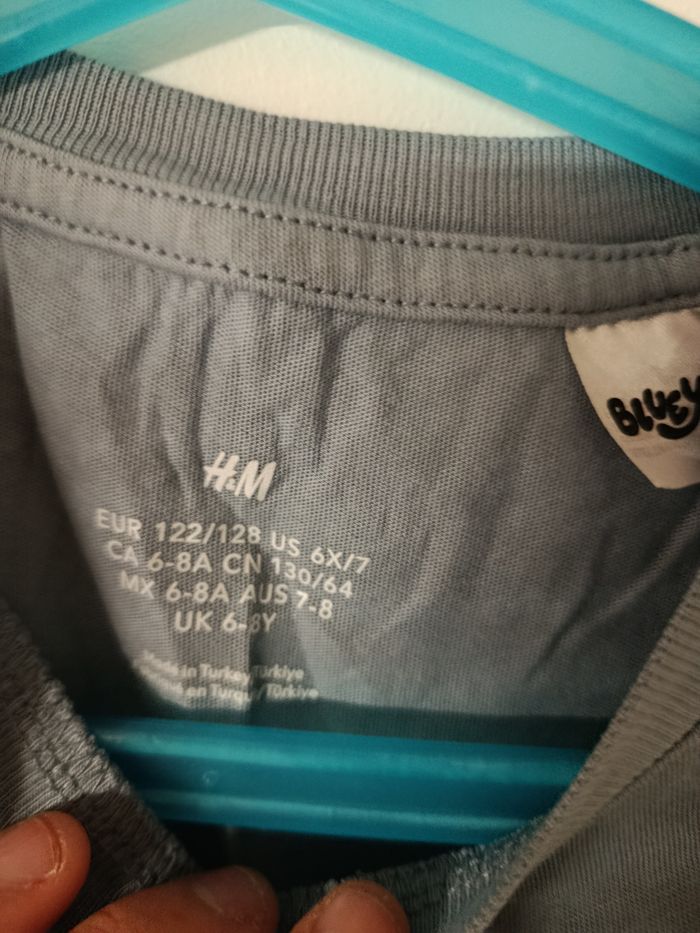 BLUEY
H&M
EUR 122/128 US 6X/7
CA 6-8A CN 130/64
MX 6-8A AUS 7-8
UK 6-8Y
Made in Turkey/Türkiye
en Turquie/Türkiye